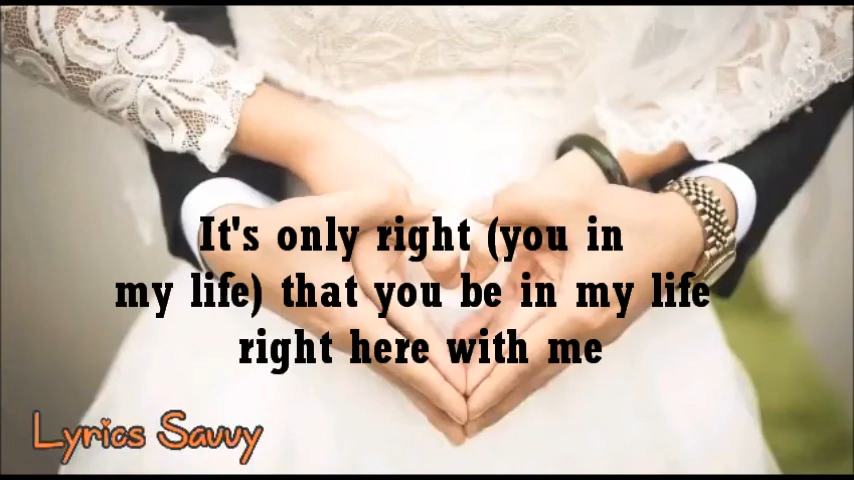 It's only right (you in
my life) that you be in my life
right here with me
Lyrics Savvy